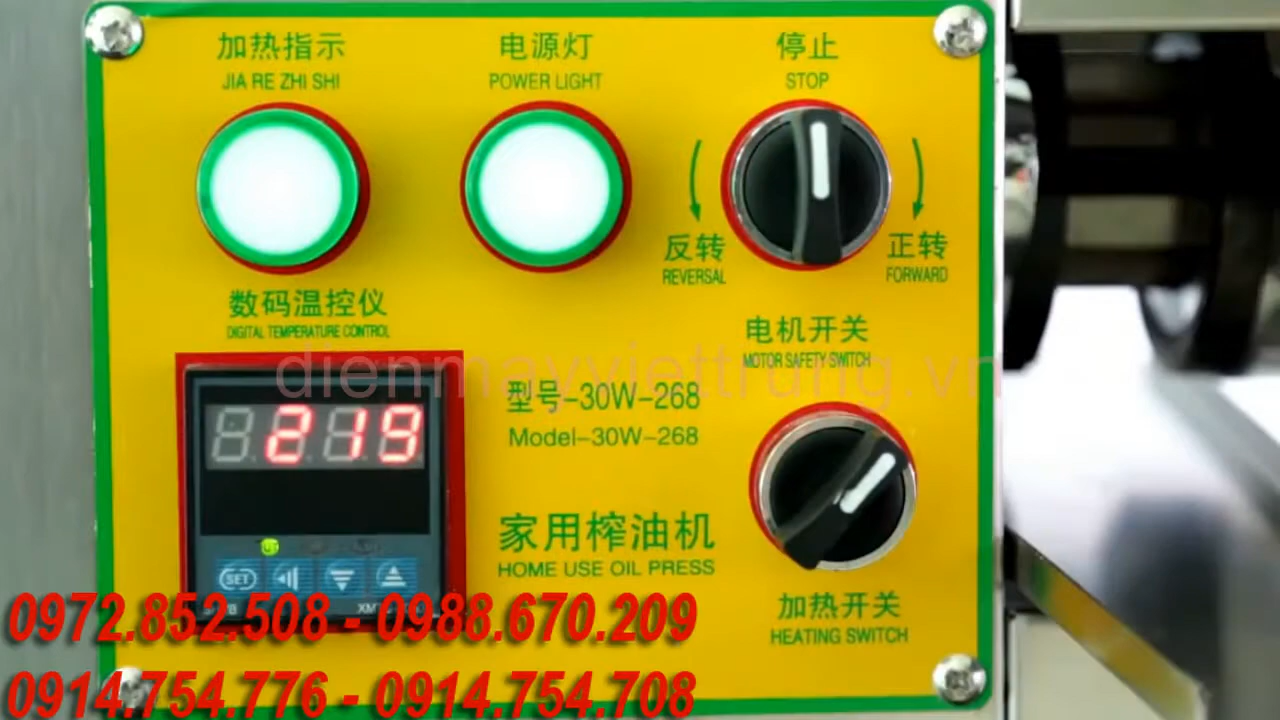 加热指示
JIA RE ZHI SHI
电源灯
POWER LIGHT
停止
STOP
反转
REVERSAL
正转
FORWARD
数码温控仪
DIGITAL TEMPERATURE CONTROL
电机开关
MOTOR SAFETY SWITCH
dienmayviettrung.vn
型号-30W-268
Model-30W-268
219
家用榨油机
HOME USE OIL PRESS
SET
加热开关
HEATING SWITCH
0972.852.508 - 0988.670.209
0914.754.776 - 0914.754.708